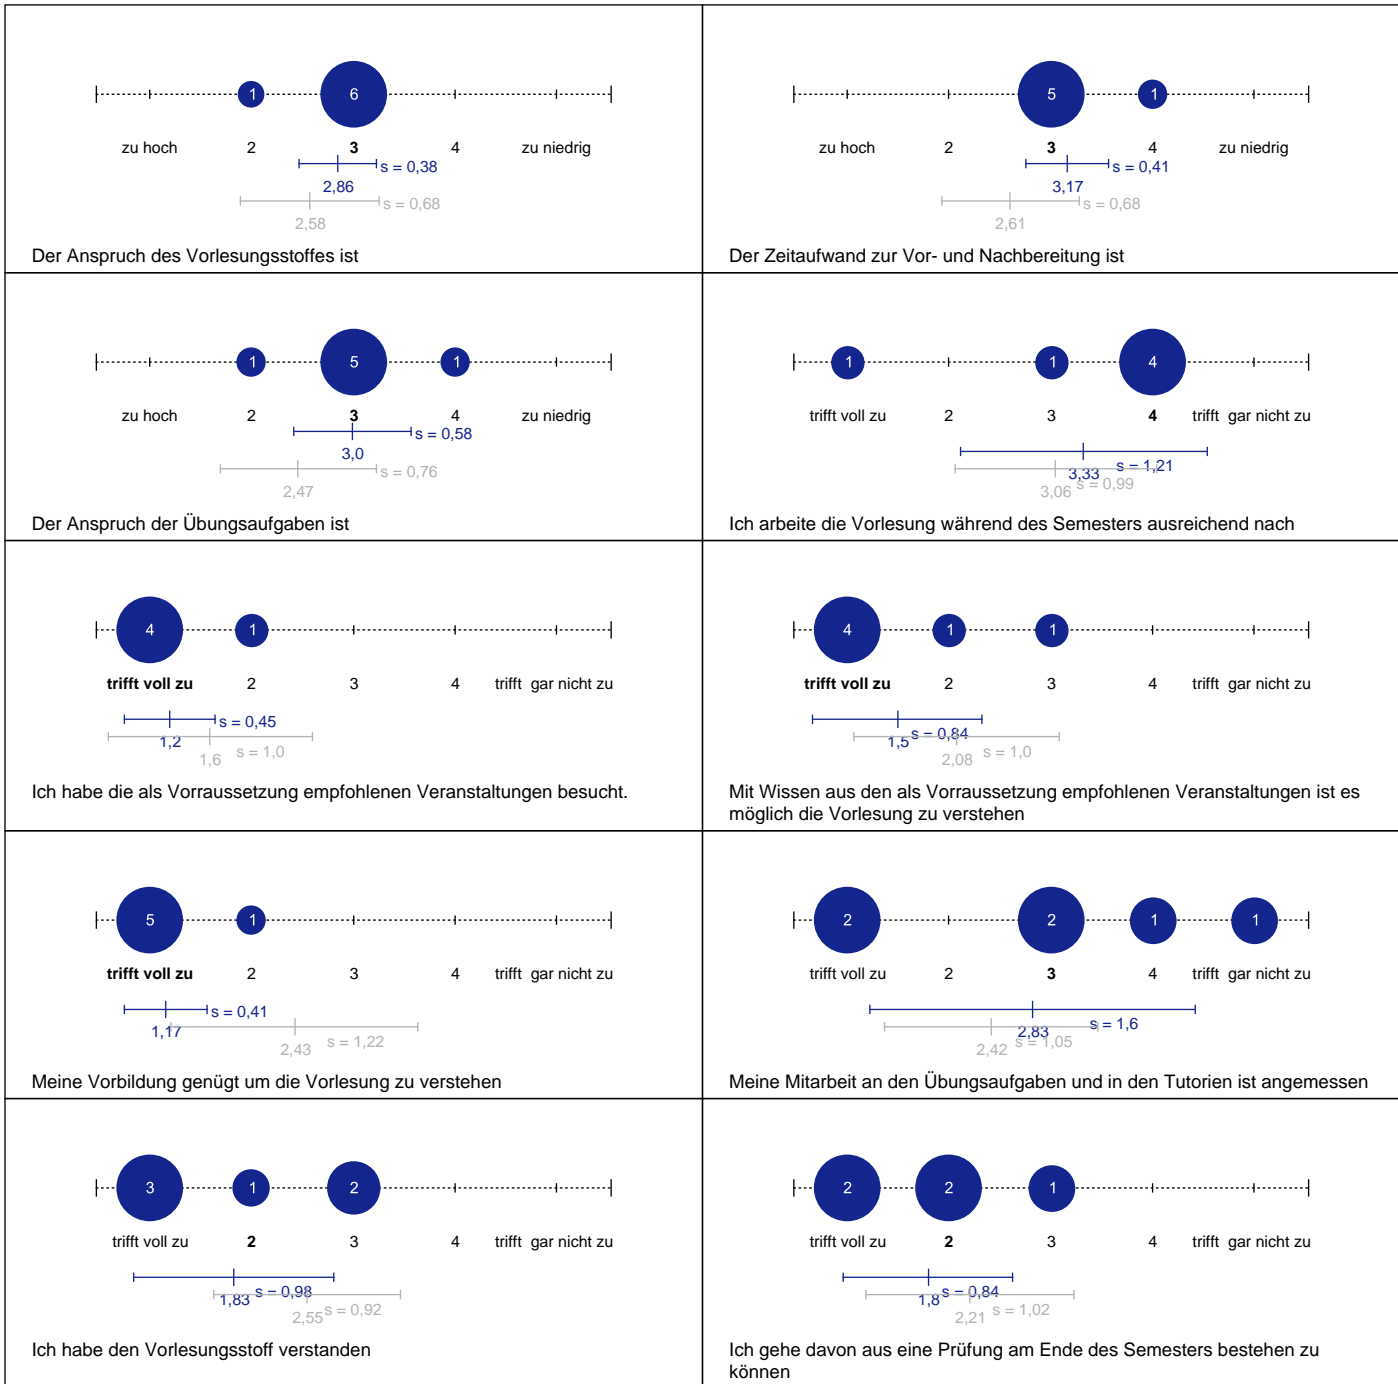 1 6
zu hoch 2 3 4 zu niedrig
s = 0,38
2,86
s = 0,68
2,58
Der Anspruch des Vorlesungsstoffes ist
5 1
zu hoch 2 3 4 zu niedrig
s = 0,41
3,17
s = 0,68
2,61
Der Zeitaufwand zur Vor- und Nachbereitung ist
1 5 1
zu hoch 2 3 4 zu niedrig
s = 0,58
3,0
s = 0,76
2,47
Der Anspruch der Übungsaufgaben ist
1 1 4
trifft voll zu 2 3 4 trifft gar nicht zu
s = 1,21
3,33
s = 0,99
3,06
Ich arbeite die Vorlesung während des Semesters ausreichend nach
4 1
trifft voll zu 2 3 4 trifft gar nicht zu
s = 0,45
1,2
s = 1,0
1,6
Ich habe die als Vorraussetzung empfohlenen Veranstaltungen besucht.
4 1 1
trifft voll zu 2 3 4 trifft gar nicht zu
s = 0,84
1,5
s = 1,0
2,08
Mit Wissen aus den als Vorraussetzung empfohlenen Veranstaltungen ist es
möglich die Vorlesung zu verstehen
5 1
trifft voll zu 2 3 4 trifft gar nicht zu
s = 0,41
1,17
s = 1,22
2,43
Meine Vorbildung genügt um die Vorlesung zu verstehen
2 2 1 1
trifft voll zu 2 3 4 trifft gar nicht zu
s = 1,6
2,83
s = 1,05
2,42
Meine Mitarbeit an den Übungsaufgaben und in den Tutorien ist angemessen
3 1 2
trifft voll zu 2 3 4 trifft gar nicht zu
s = 0,98
1,83
s = 0,92
2,55
Ich habe den Vorlesungsstoff verstanden
2 2 1
trifft voll zu 2 3 4 trifft gar nicht zu
s = 0,84
1,8
s = 1,02
2,21
Ich gehe davon aus eine Prüfung am Ende des Semesters bestehen zu
können